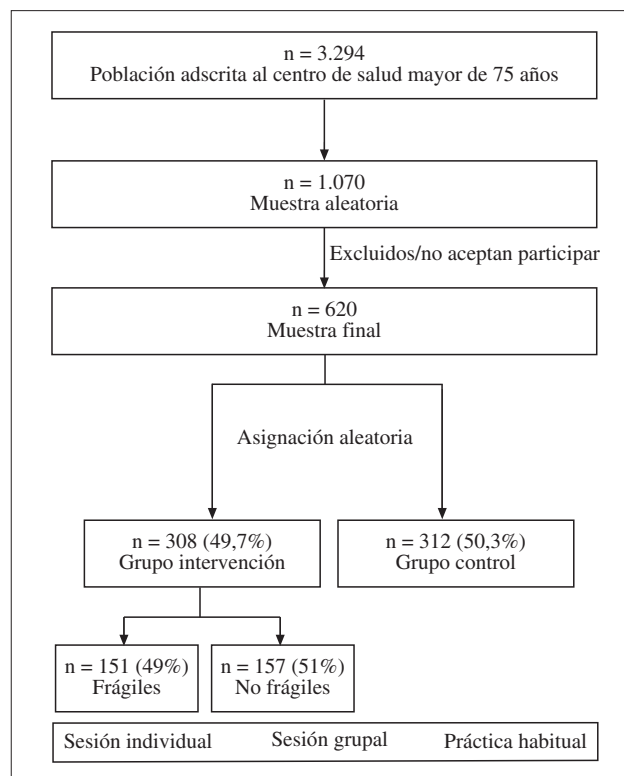 n = 3.294
Población adscrita al centro de salud mayor de 75 años
n = 1.070
Muestra aleatoria
Excluidos/no aceptan participar
n = 620
Muestra final
Asignación aleatoria
n = 308 (49,7%)
Grupo intervención
n = 312 (50,3%)
Grupo control
n = 151 (49%)
Frágiles
n = 157 (51%)
No frágiles
Sesión individual
Sesión grupal
Práctica habitual